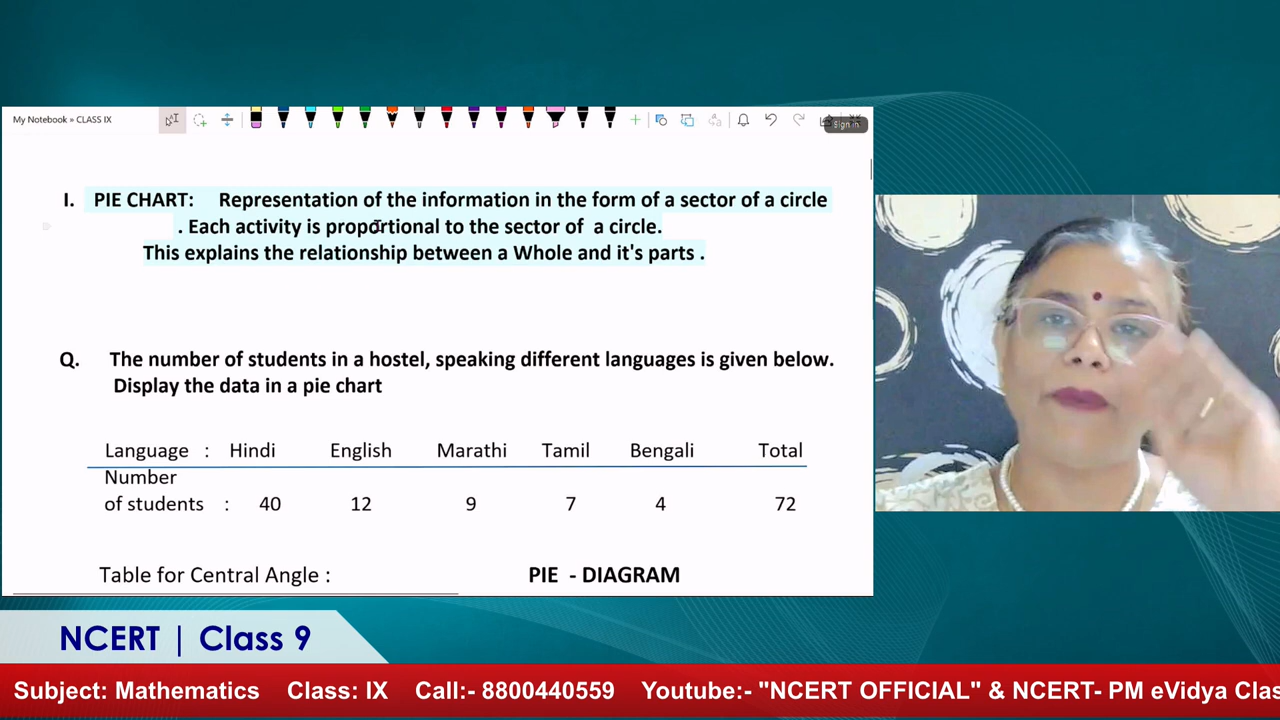 My Notebook » CLASS IX
Sign in
I. PIE CHART: Representation of the information in the form of a sector of a circle
. Each activity is proportional to the sector of a circle.
This explains the relationship between a Whole and it's parts .
Q. The number of students in a hostel, speaking different languages is given below.
Display the data in a pie chart
Language : Hindi English Marathi Tamil Bengali Total
Number
of students : 40 12 9 7 4 72
Table for Central Angle : PIE - DIAGRAM
NCERT | Class 9
Subject: Mathematics Class: IX Call:- 8800440559 Youtube:- "NCERT OFFICIAL" & NCERT- PM eVidya Clas